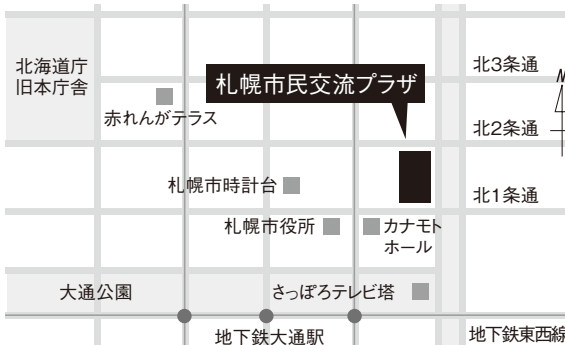 北海道庁
旧本庁舎
北3条通
N
札幌市民交流プラザ
赤れんがテラス
北2条通
札幌市時計台
北1条通
札幌市役所
カナモト
ホール
大通公園
さっぽろテレビ塔
地下鉄大通駅
地下鉄東西線